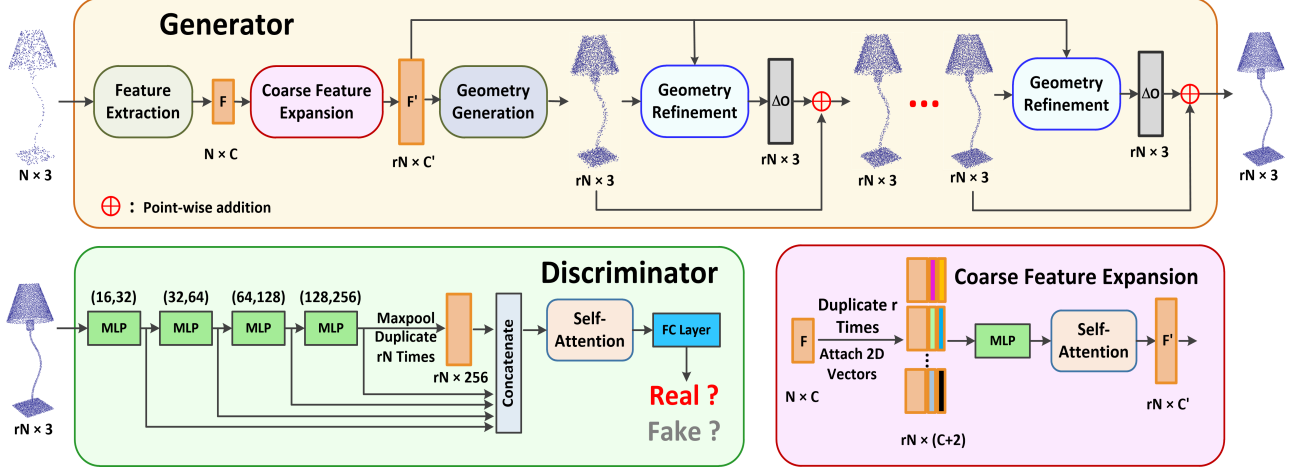 Generator
Feature
Extraction
F
Coarse Feature
Expansion
F'
Geometry
Generation
Geometry
Refinement
ΔO
Geometry
Refinement
ΔO
N × 3
N × C
rN × C'
rN × 3
rN × 3
rN × 3
rN × 3
rN × 3
rN × 3
: Point-wise addition
Discriminator
(16,32)
(32,64)
(64,128)
(128,256)
MLP
MLP
MLP
MLP
Maxpool
Duplicate
rN Times
rN × 256
Concatenate
Self-
Attention
FC Layer
Real ?
Fake ?
rN × 3
Coarse Feature Expansion
F
N × C
Duplicate r
Times
Attach 2D
Vectors
rN × (C+2)
MLP
Self-
Attention
F'
rN × C'